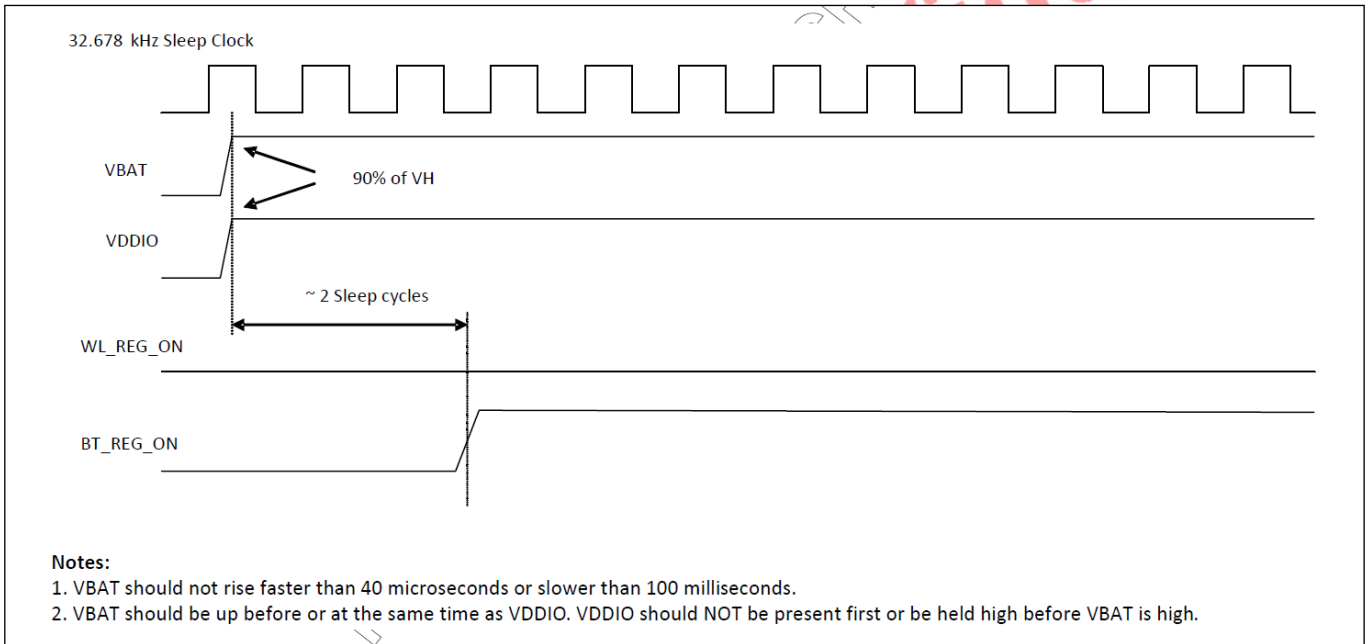 32.678 kHz Sleep Clock
VBAT
90% of VH
VDDIO
~ 2 Sleep cycles
WL_REG_ON
BT_REG_ON
Notes:
1. VBAT should not rise faster than 40 microseconds or slower than 100 milliseconds.
2. VBAT should be up before or at the same time as VDDIO. VDDIO should NOT be present first or be held high before VBAT is high.